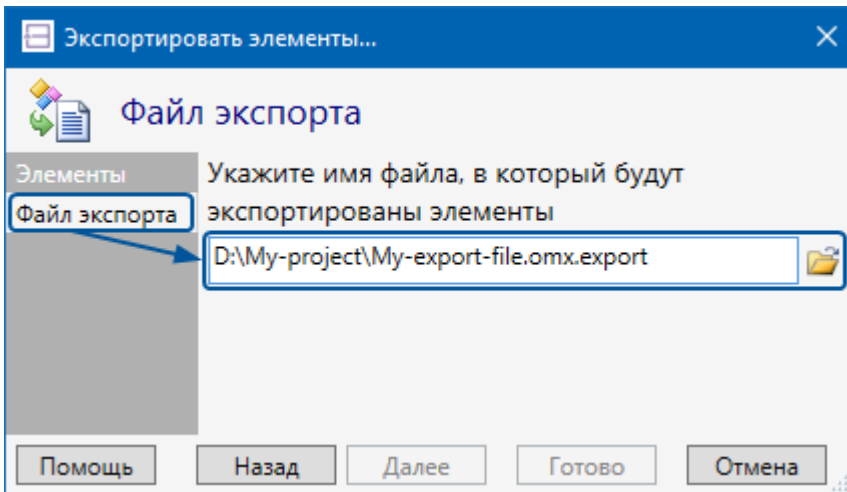 Экспортировать элементы...
Файл экспорта
Элементы
Файл экспорта
Укажите имя файла, в который будут
экспортированы элементы
D:\My-project\My-export-file.omx.export
Помощь
Назад
Далее
Готово
Отмена